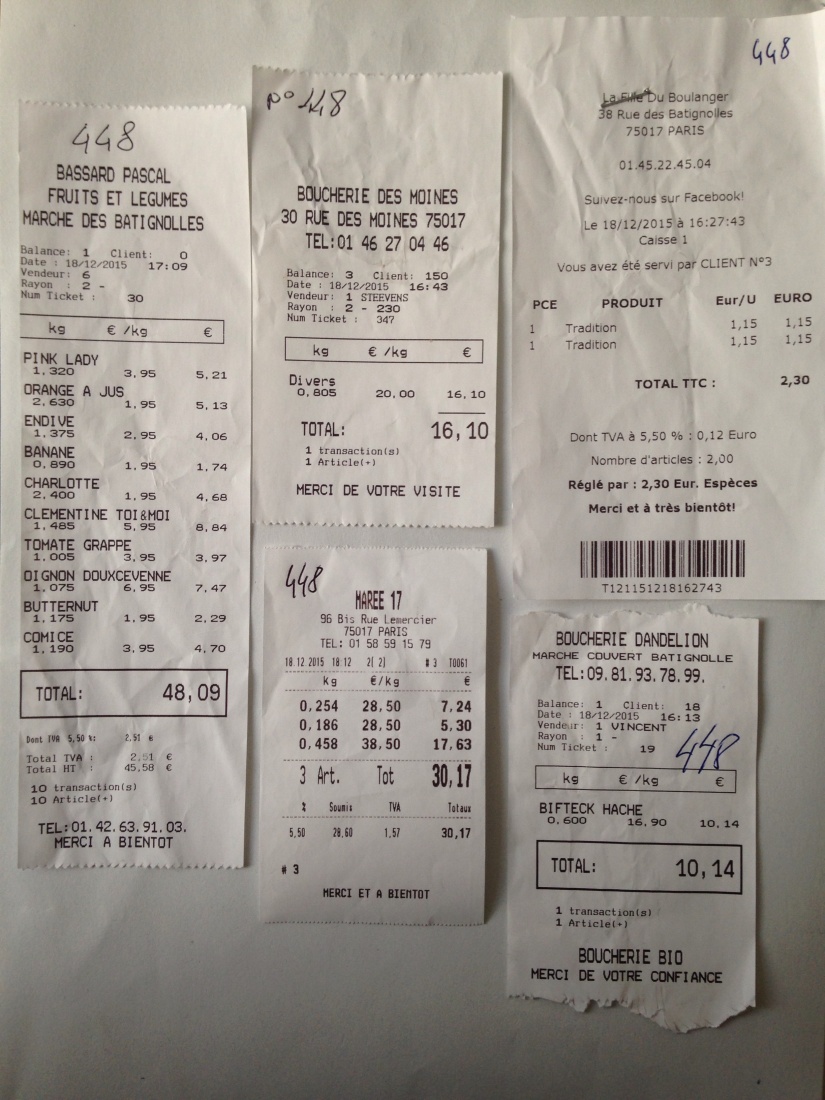 448
BASSARD PASCAL
FRUITS ET LEGUMES
MARCHE DES BATIGNOLLES
Balance: 1 Client: 0
Date : 18/12/2015 17:09
Vendeur: 6
Rayon : 2 -
Num Ticket : 30
kg € /kg €
PINK LADY
1,320 3,95 5,21
ORANGE A JUS
2,630 1,95 5,13
ENDIVE
1,375 2,95 4,06
BANANE
0,890 1,95 1,74
CHARLOTTE
2,400 1,95 4,68
CLEMENTINE TOI&MOI
1,485 5,95 8,84
TOMATE GRAPPE
1,005 3,95 3,97
OIGNON DOUXCEVENNE
1,075 6,95 7,47
BUTTERNUT
1,175 1,95 2,29
COMICE
1,190 3,95 4,70
TOTAL: 48,09
Dont TVA 5,50 %: 2,51 €
Total TVA : 2,51 €
Total HT : 45,58 €
10 transaction(s)
10 Article(+)
TEL:01.42.63.91.03.
MERCI A BIENTOT
N° 448
BOUCHERIE DES MOINES
30 RUE DES MOINES 75017
TEL:01 46 27 04 46
Balance: 3 Client: 150
Date : 18/12/2015 16:43
Vendeur: 1 STEEVENS
Rayon : 2 - 230
Num Ticket : 347
kg € /kg €
Divers
0,805 20,00 16,10
TOTAL: 16,10
1 transaction(s)
1 Article(+)
MERCI DE VOTRE VISITE
448
MAREE 17
96 Bis Rue Lemercier
75017 PARIS
TEL: 01 58 59 15 79
18.12.2015 18:12 2[ 2] # 3 T0061
kg €/kg €
0,254 28,50 7,24
0,186 28,50 5,30
0,458 38,50 17,63
3 Art. Tot 30,17
% Soumis TVA Totaux
5,50 28,60 1,57 30,17
# 3
MERCI ET A BIENTOT
448
La Fille Du Boulanger
38 Rue des Batignolles
75017 PARIS
01.45.22.45.04
Suivez-nous sur Facebook!
Le 18/12/2015 à 16:27:43
Caisse 1
Vous avez été servi par CLIENT N°3
PCE PRODUIT Eur/U EURO
1 Tradition 1,15 1,15
1 Tradition 1,15 1,15
TOTAL TTC : 2,30
Dont TVA à 5,50 % : 0,12 Euro
Nombre d'articles : 2,00
Réglé par : 2,30 Eur. Espèces
Merci et à très bientôt!
T121151218162743
BOUCHERIE DANDELION
MARCHE COUVERT BATIGNOLLE
TEL:09.81.93.78.99.
Balance: 1 Client: 18
Date : 18/12/2015 16:13
Vendeur: 1 VINCENT
Rayon : 1 -
Num Ticket : 19
448
kg € /kg €
BIFTECK HACHE
0,600 16,90 10,14
TOTAL: 10,14
1 transaction(s)
1 Article(+)
BOUCHERIE BIO
MERCI DE VOTRE CONFIANCE